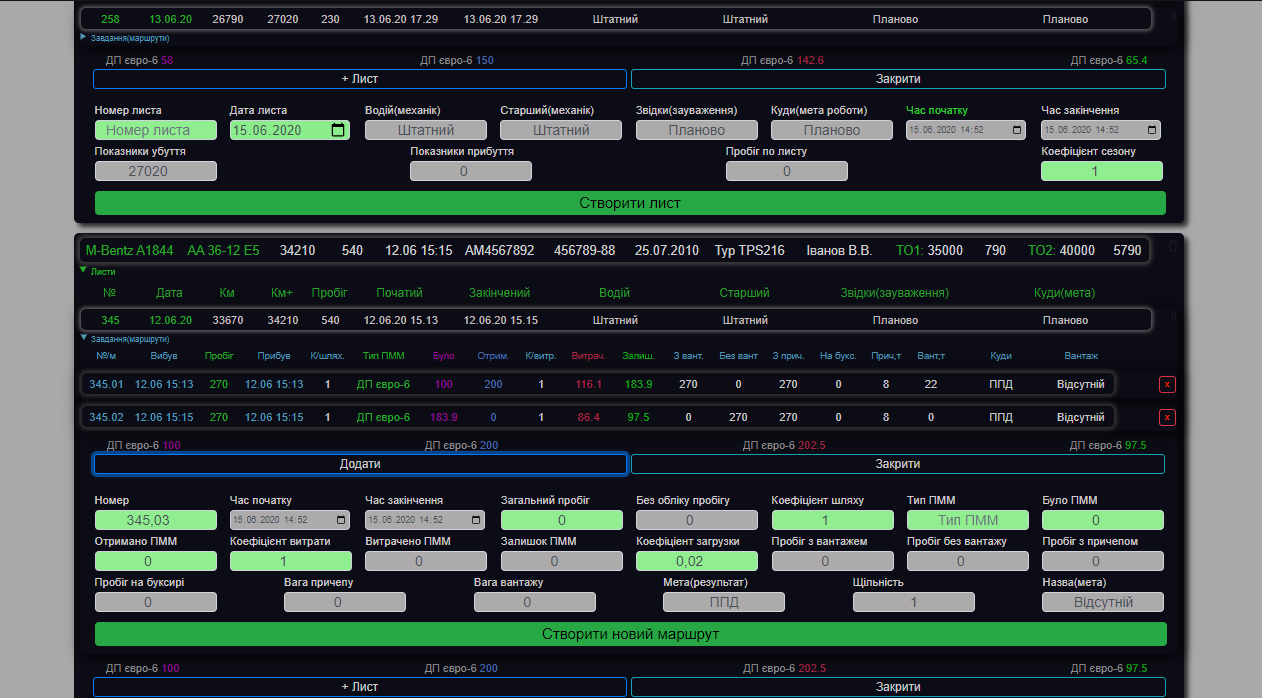 258 13.06.20 26790 27020 230 13.06.20 17.29 13.06.20 17.29 Штатний Штатний Планово Планово 0
Завдання(маршрути)
ДП євро-6 58 ДП євро-6 150 ДП євро-6 142.6 ДП євро-6 65.4
+ Лист Закрити
Номер листа Дата листа Водій(механік) Старший(механік) Звідки(зауваження) Куди(мета роботи) Час початку Час закінчення
Номер листа 15.06.2020 Штатний Штатний Планово Планово 15.06.2020 14:52 15.06.2020 14:52
Показники убуття Показники прибуття Пробіг по листу Коефіцієнт сезону
27020 0 0 1
Створити лист
M-Bentz A1844 AA 36-12 E5 34210 540 12.06 15:15 AM4567892 456789-88 25.07.2010 Typ TPS216 Іванов В.В. ТО1: 35000 790 ТО2: 40000 5790 0
Листи
№ Дата Км Км+ Пробіг Початий Закінчений Водій Старший Звідки(зауваження) Куди(мета)
345 12.06.20 33670 34210 540 12.06.20 15.13 12.06.20 15.15 Штатний Штатний Планово Планово 0
Завдання(маршрути)
№/м Вибув Пробіг Прибув К/шлях. Тип ПММ Було Отрим. К/витр. Витрач. Залиш. З вант. Без вант З прич. На букс. Прич,т Вант,т Куди Вантаж
345.01 12.06 15:13 270 12.06 15:13 1 ДП євро-6 100 200 1 116.1 183.9 270 0 270 0 8 22 ППД Відсутній x
345.02 12.06 15:15 270 12.06 15:15 1 ДП євро-6 183.9 0 1 86.4 97.5 0 270 270 0 8 0 ППД Відсутній x
ДП євро-6 100 ДП євро-6 200 ДП євро-6 202.5 ДП євро-6 97.5
Додати Закрити
Номер Час початку Час закінчення Загальний пробіг Без обліку пробігу Коефіцієнт шляху Тип ПММ Було ПММ
345,03 15.06.2020 14:52 15.06.2020 14:52 0 0 1 Тип ПММ 0
Отримано ПММ Коефіцієнт витрати Витрачено ПММ Залишок ПММ Коефіцієнт загрузки Пробіг з вантажем Пробіг без вантажу Пробіг з причепом
0 1 0 0 0,02 0 0 0
Пробіг на буксирі Вага причепу Вага вантажу Мета(результат) Щільність Назва(мета)
0 0 0 ППД 1 Відсутній
Створити новий маршрут
ДП євро-6 100 ДП євро-6 200 ДП євро-6 202.5 ДП євро-6 97.5
+ Лист Закрити